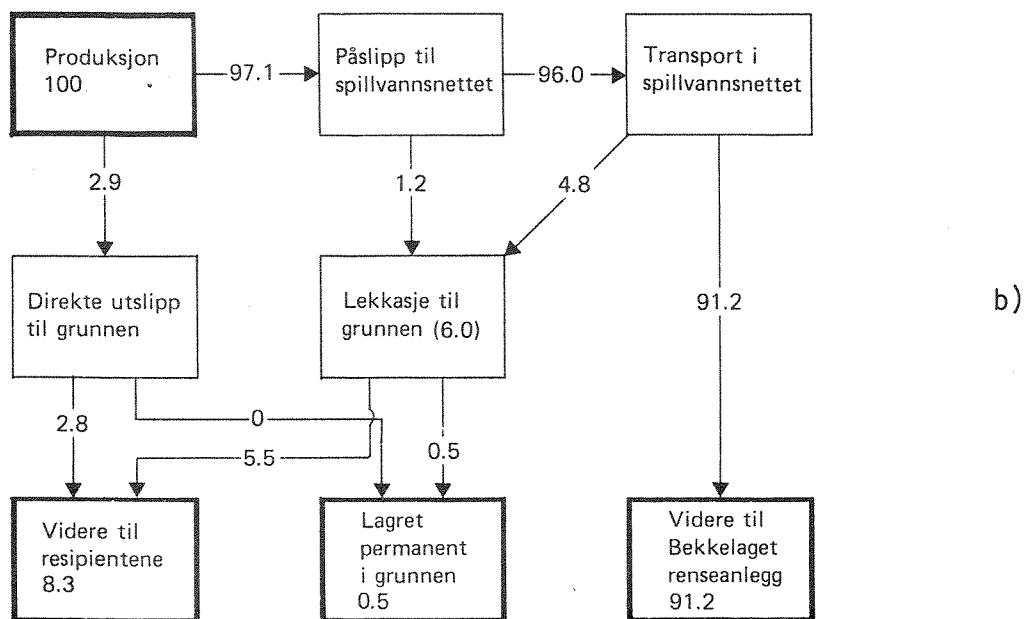 Produksjon
100
97.1
Påslipp til
spillvannsnettet
96.0
Transport i
spillvannsnettet
2.9
1.2
4.8
Direkte utslipp
til grunnen
Lekkasje til
grunnen (6.0)
91.2
b)
2.8
0
5.5
0.5
Videre til
resipientene
8.3
Lagret
permanent
i grunnen
0.5
Videre til
Bekkelaget
renseanlegg
91.2